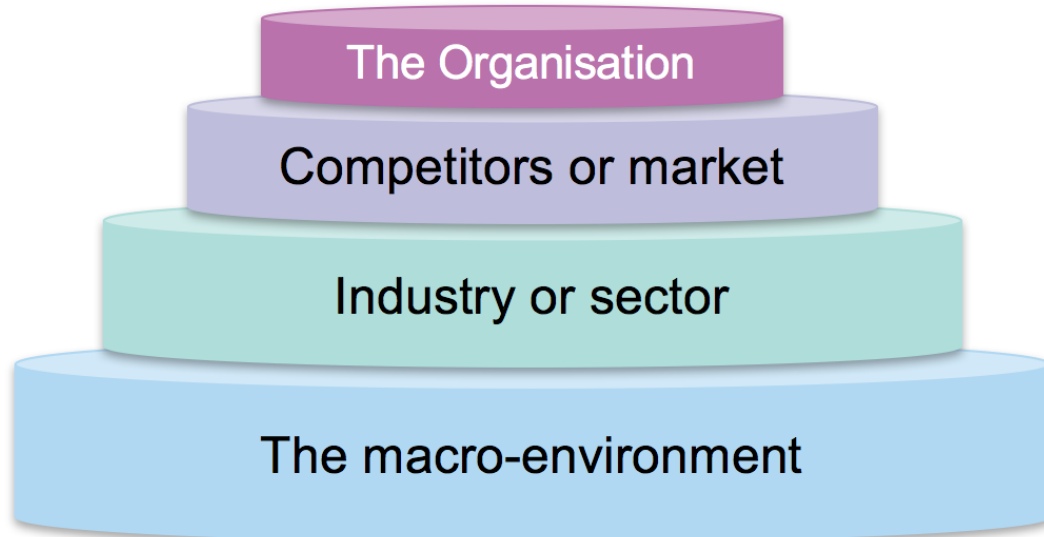 The Organisation
Competitors or market
Industry or sector
The macro-environment